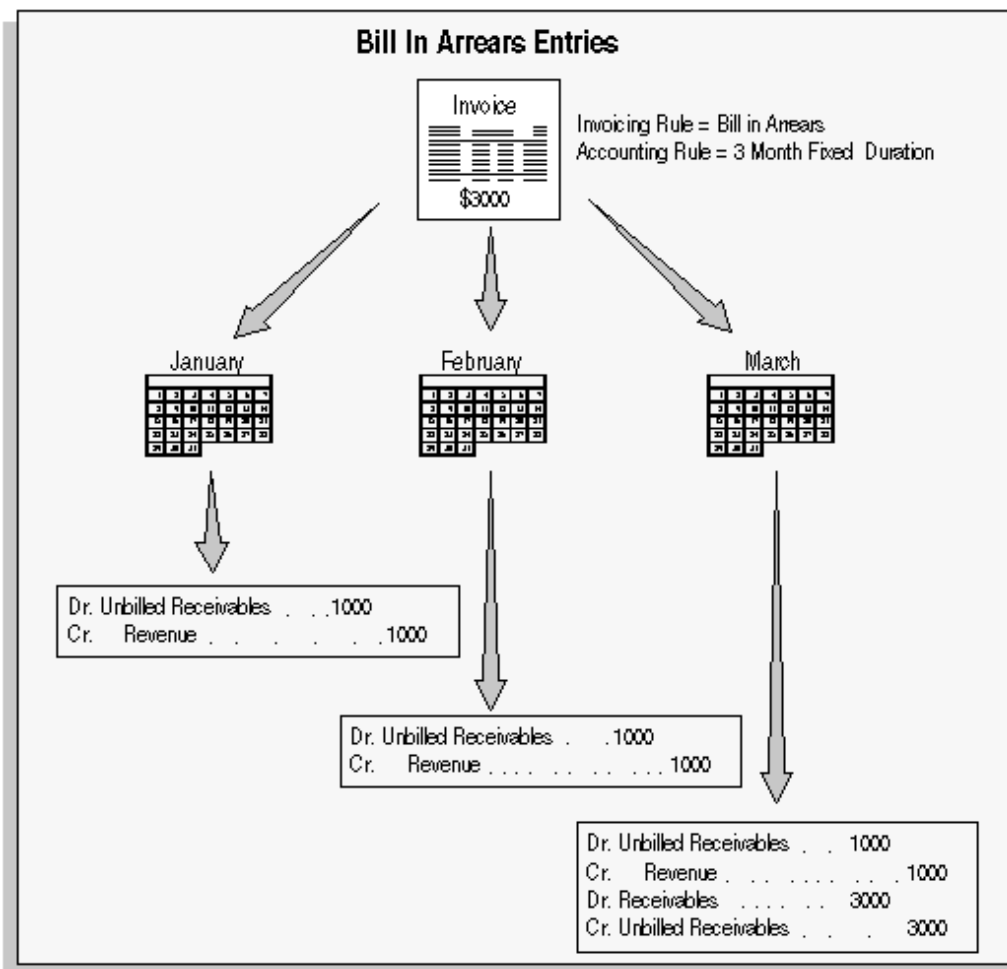 Bill In Arrears Entries
Invoice
$3000
Invoicing Rule = Bill in Arrears
Accounting Rule = 3 Month Fixed Duration
January
February
March
Dr. Unbilled Receivables . . .1000
Cr. Revenue . . . . . .1000
Dr. Unbilled Receivables . .1000
Cr. Revenue . . . . . . . . . . . 1000
Dr. Unbilled Receivables . . 1000
Cr. Revenue . . . . . . . . . 1000
Dr. Receivables . . . . . . 3000
Cr. Unbilled Receivables . . . 3000